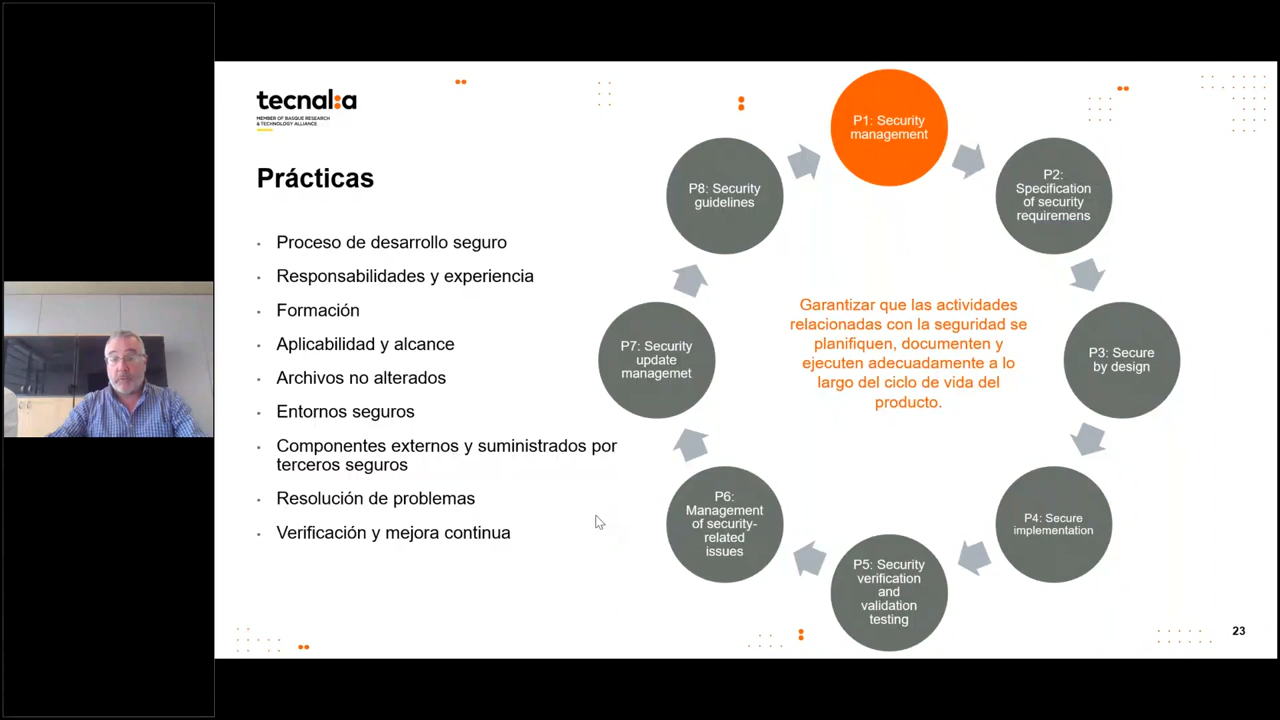 tecnal:a
MEMBER OF BASQUE RESEARCH
& TECHNOLOGY ALLIANCE
Prácticas
Proceso de desarrollo seguro
Responsabilidades y experiencia
Formación
Aplicabilidad y alcance
Archivos no alterados
Entornos seguros
Componentes externos y suministrados por
terceros seguros
Resolución de problemas
Verificación y mejora continua
P1: Security
management
P2:
Specification
of security
requiremens
P3: Secure
by design
P4: Secure
implementation
P5: Security
verification
and
validation
testing
P6:
Management
of security-
related
issues
P7: Security
update
managemet
P8: Security
guidelines
Garantizar que las actividades
relacionadas con la seguridad se
planifiquen, documenten y
ejecuten adecuadamente a lo
largo del ciclo de vida del
producto.
23